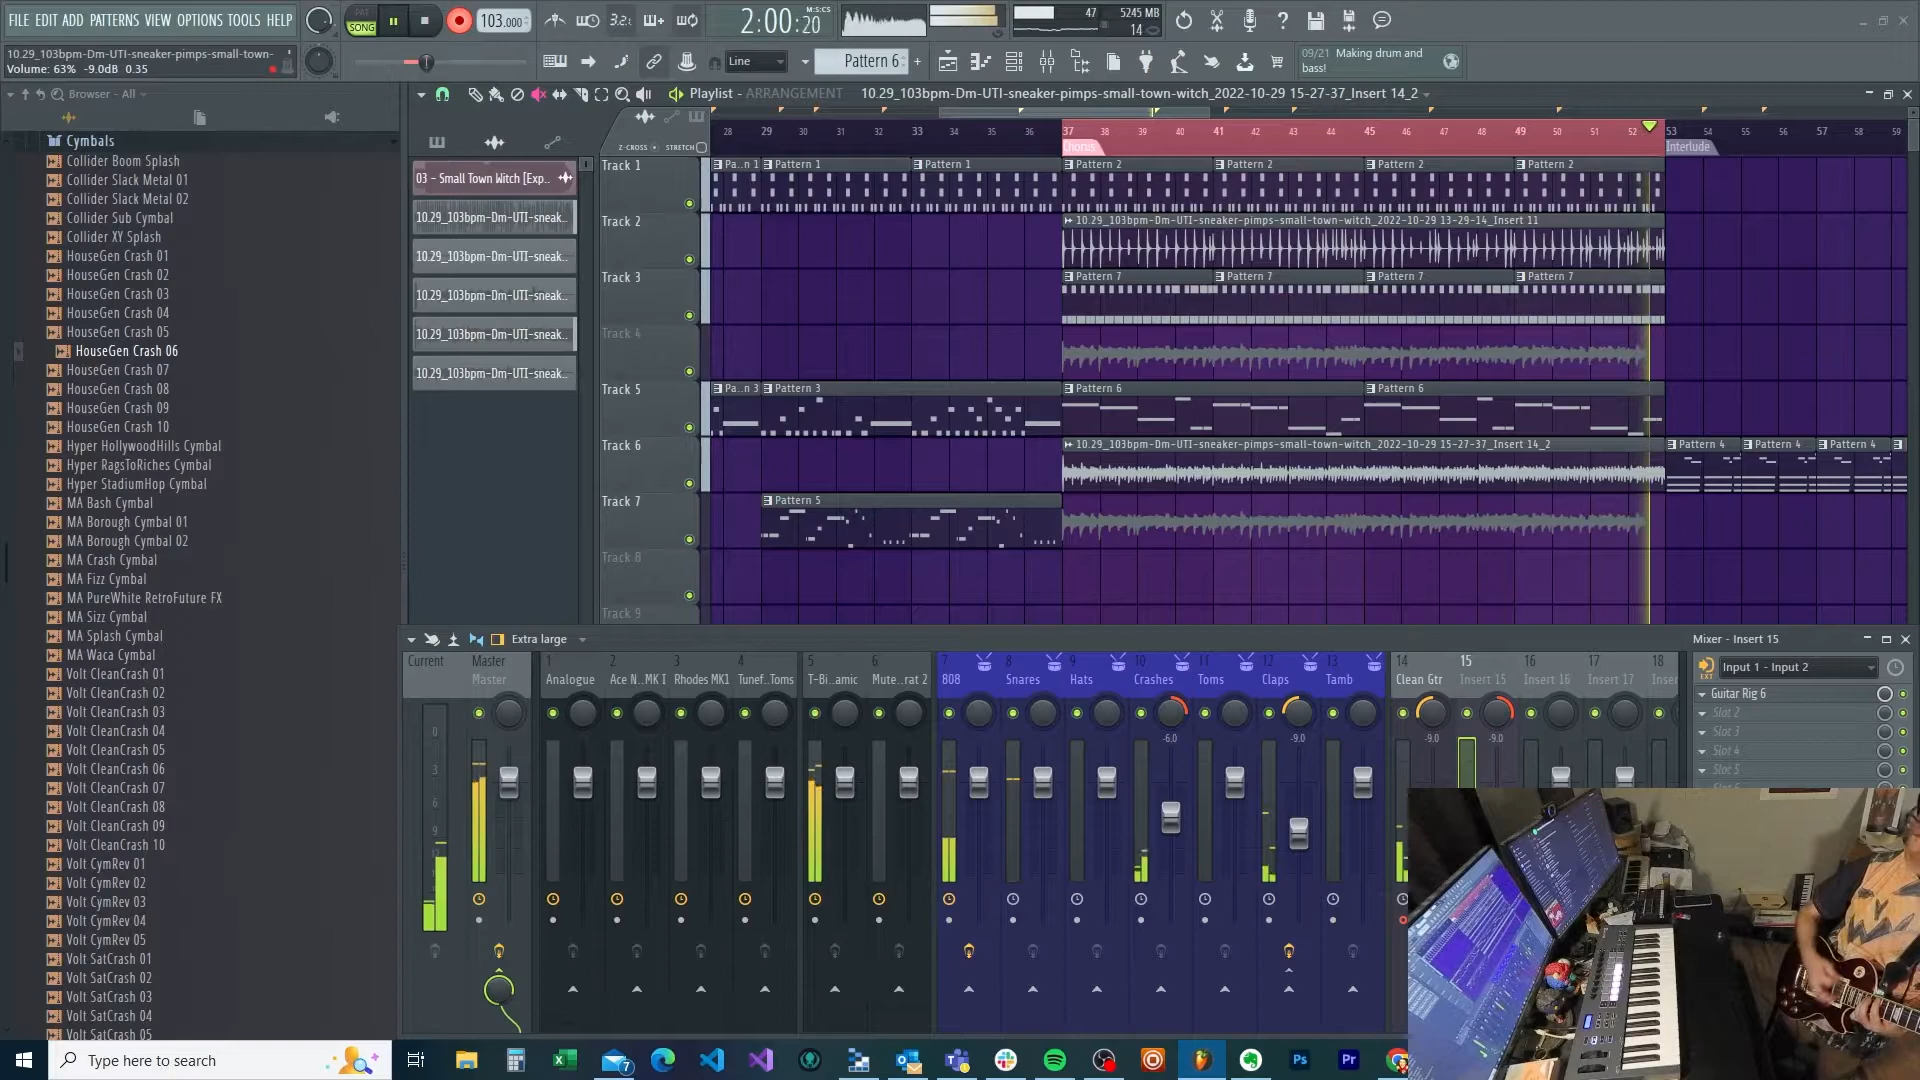 FILE EDIT ADD PATTERNS VIEW OPTIONS TOOLS HELP
PAT
SONG
103.000
3.2
2:00:20
M:S:CS
47
5245 MB
14
10.29_103bpm-Dm-UTI-sneaker-pimps-small-town-
Volume: 63% -9.0dB 0.35
Line
Pattern 6
09/21 Making drum and
bass!
Browser - All
Playlist - ARRANGEMENT
10.29_103bpm-Dm-UTI-sneaker-pimps-small-town-witch_2022-10-29 15-27-37_Insert 14_2
Z-CROSS
STRETCH
28 29 30 31 32 33 34 35 36 37 38 39 40 41 42 43 44 45 46 47 48 49 50 51 52 53 54 55 56 57 58 59
Chorus
Interlude
Cymbals
Collider Boom Splash
Collider Slack Metal 01
Collider Slack Metal 02
Collider Sub Cymbal
Collider XY Splash
HouseGen Crash 01
HouseGen Crash 02
HouseGen Crash 03
HouseGen Crash 04
HouseGen Crash 05
HouseGen Crash 06
HouseGen Crash 07
HouseGen Crash 08
HouseGen Crash 09
HouseGen Crash 10
Hyper HollywoodHills Cymbal
Hyper RagsToRiches Cymbal
Hyper StadiumHop Cymbal
MA Bash Cymbal
MA Borough Cymbal 01
MA Borough Cymbal 02
MA Crash Cymbal
MA Fizz Cymbal
MA PureWhite RetroFuture FX
MA Sizz Cymbal
MA Splash Cymbal
MA Waca Cymbal
Volt CleanCrash 01
Volt CleanCrash 02
Volt CleanCrash 03
Volt CleanCrash 04
Volt CleanCrash 05
Volt CleanCrash 06
Volt CleanCrash 07
Volt CleanCrash 08
Volt CleanCrash 09
Volt CleanCrash 10
Volt CymRev 01
Volt CymRev 02
Volt CymRev 03
Volt CymRev 04
Volt CymRev 05
Volt SatCrash 01
Volt SatCrash 02
Volt SatCrash 03
Volt SatCrash 04
Volt SatCrash 05
03 - Small Town Witch [Exp..
10.29_103bpm-Dm-UTI-sneak..
10.29_103bpm-Dm-UTI-sneak..
10.29_103bpm-Dm-UTI-sneak..
10.29_103bpm-Dm-UTI-sneak..
10.29_103bpm-Dm-UTI-sneak..
Track 1
Pa..n 1 Pattern 1 Pattern 1 Pattern 2 Pattern 2 Pattern 2 Pattern 2
Track 2
10.29_103bpm-Dm-UTI-sneaker-pimps-small-town-witch_2022-10-29 13-29-14_Insert 11
Track 3
Pattern 7 Pattern 7 Pattern 7 Pattern 7
Track 4
Track 5
Pa..n 3 Pattern 3 Pattern 6 Pattern 6
Track 6
10.29_103bpm-Dm-UTI-sneaker-pimps-small-town-witch_2022-10-29 15-27-37_Insert 14_2
Pattern 4 Pattern 4 Pattern 4
Track 7
Pattern 5
Track 8
Track 9
Extra large
Mixer - Insert 15
Current Master 1 2 3 4 5 6 7 8 9 10 11 12 13 14 15 16 17 18
Master Analogue Ace N..MK I Rhodes MK1 Tunef..Toms T-Bi..amic Mute..rat 2 808 Snares Hats Crashes Toms Claps Tamb Clean Gtr Insert 15 Insert 16 Insert 17 Inser
-6.0 -9.0 -9.0 -9.0
0
3
6
9
EXT
Input 1 - Input 2
Guitar Rig 6
Slot 2
Slot 3
Slot 4
Slot 5
Type here to search
7
Ps
Pr